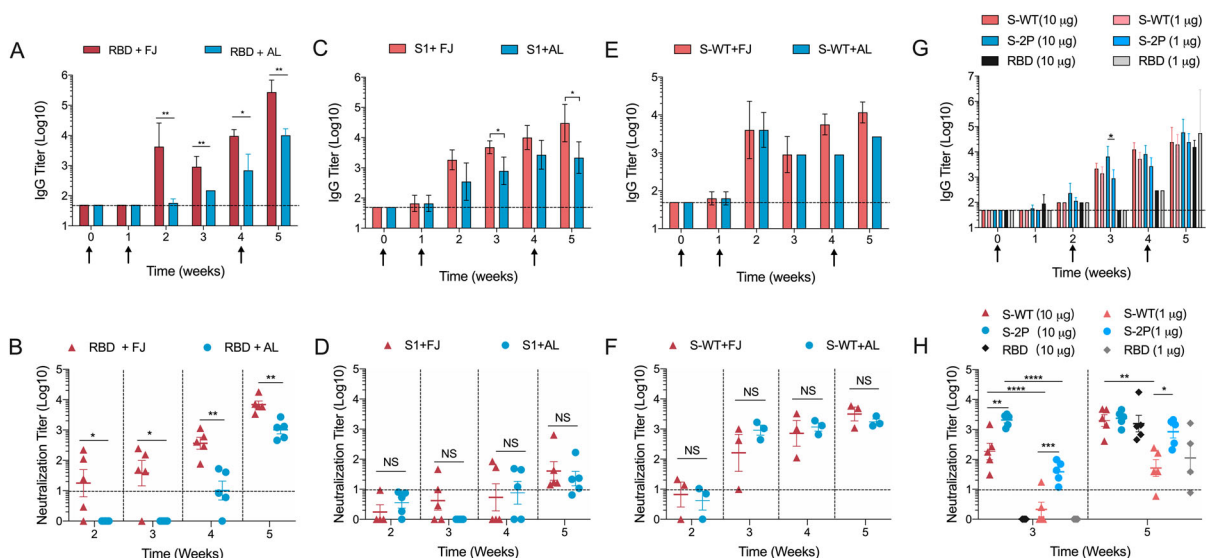 A
RBD + FJ
RBD + AL
IgG Titer (Log10)
6
5
4
3
2
1
**
**
*
**
0 1 2 3 4 5
Time (weeks)
C
S1+ FJ
S1+AL
IgG Titer (Log10)
6
5
4
3
2
1
*
*
0 1 2 3 4 5
Time (weeks)
E
S-WT+FJ
S-WT+AL
IgG Titer (Log10)
6
5
4
3
2
1
0 1 2 3 4 5
Time (weeks)
G
S-WT(10 μg) S-WT(1 μg)
S-2P (10 μg) S-2P (1 μg)
RBD (10 μg) RBD (1 μg)
IgG Titer (Log10)
7
6
5
4
3
2
1
*
0 1 2 3 4 5
Time (weeks)
B
RBD + FJ
RBD + AL
Neutralization Titer (Log10)
5
4
3
2
1
0
*
*
**
**
2 3 4 5
Time (Weeks)
D
S1+FJ
S1+AL
Neutralization Titer (Log10)
5
4
3
2
1
0
NS
NS
NS
NS
2 3 4 5
Time (Weeks)
F
S-WT+FJ
S-WT+AL
Neutralization Titer (Log10)
5
4
3
2
1
0
NS
NS
NS
NS
2 3 4 5
Time (Weeks)
H
S-WT (10 μg) S-WT(1 μg)
S-2P (10 μg) S-2P(1 μg)
RBD (10 μg) RBD (1 μg)
Neutralization Titer (Log10)
5
4
3
2
1
0
****
****
**
***
**
*
3 5
Time (Weeks)